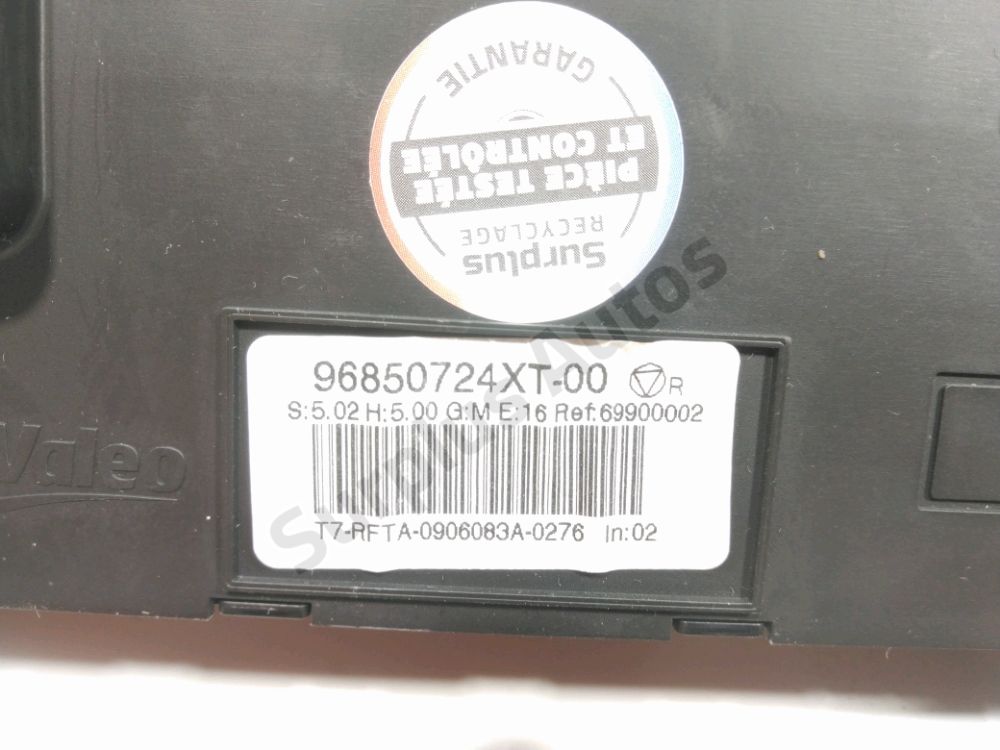 GARANTIE
PIÈCE TESTÉE
ET CONTRÔLÉE
Surplus
RECYCLAGE
96850724XT-00 R
S:5.02 H:5.00 G:M E:16 Ref:69900002
T7-RFTA-0906083A-0276 In:02
Valeo
Surplus Autos